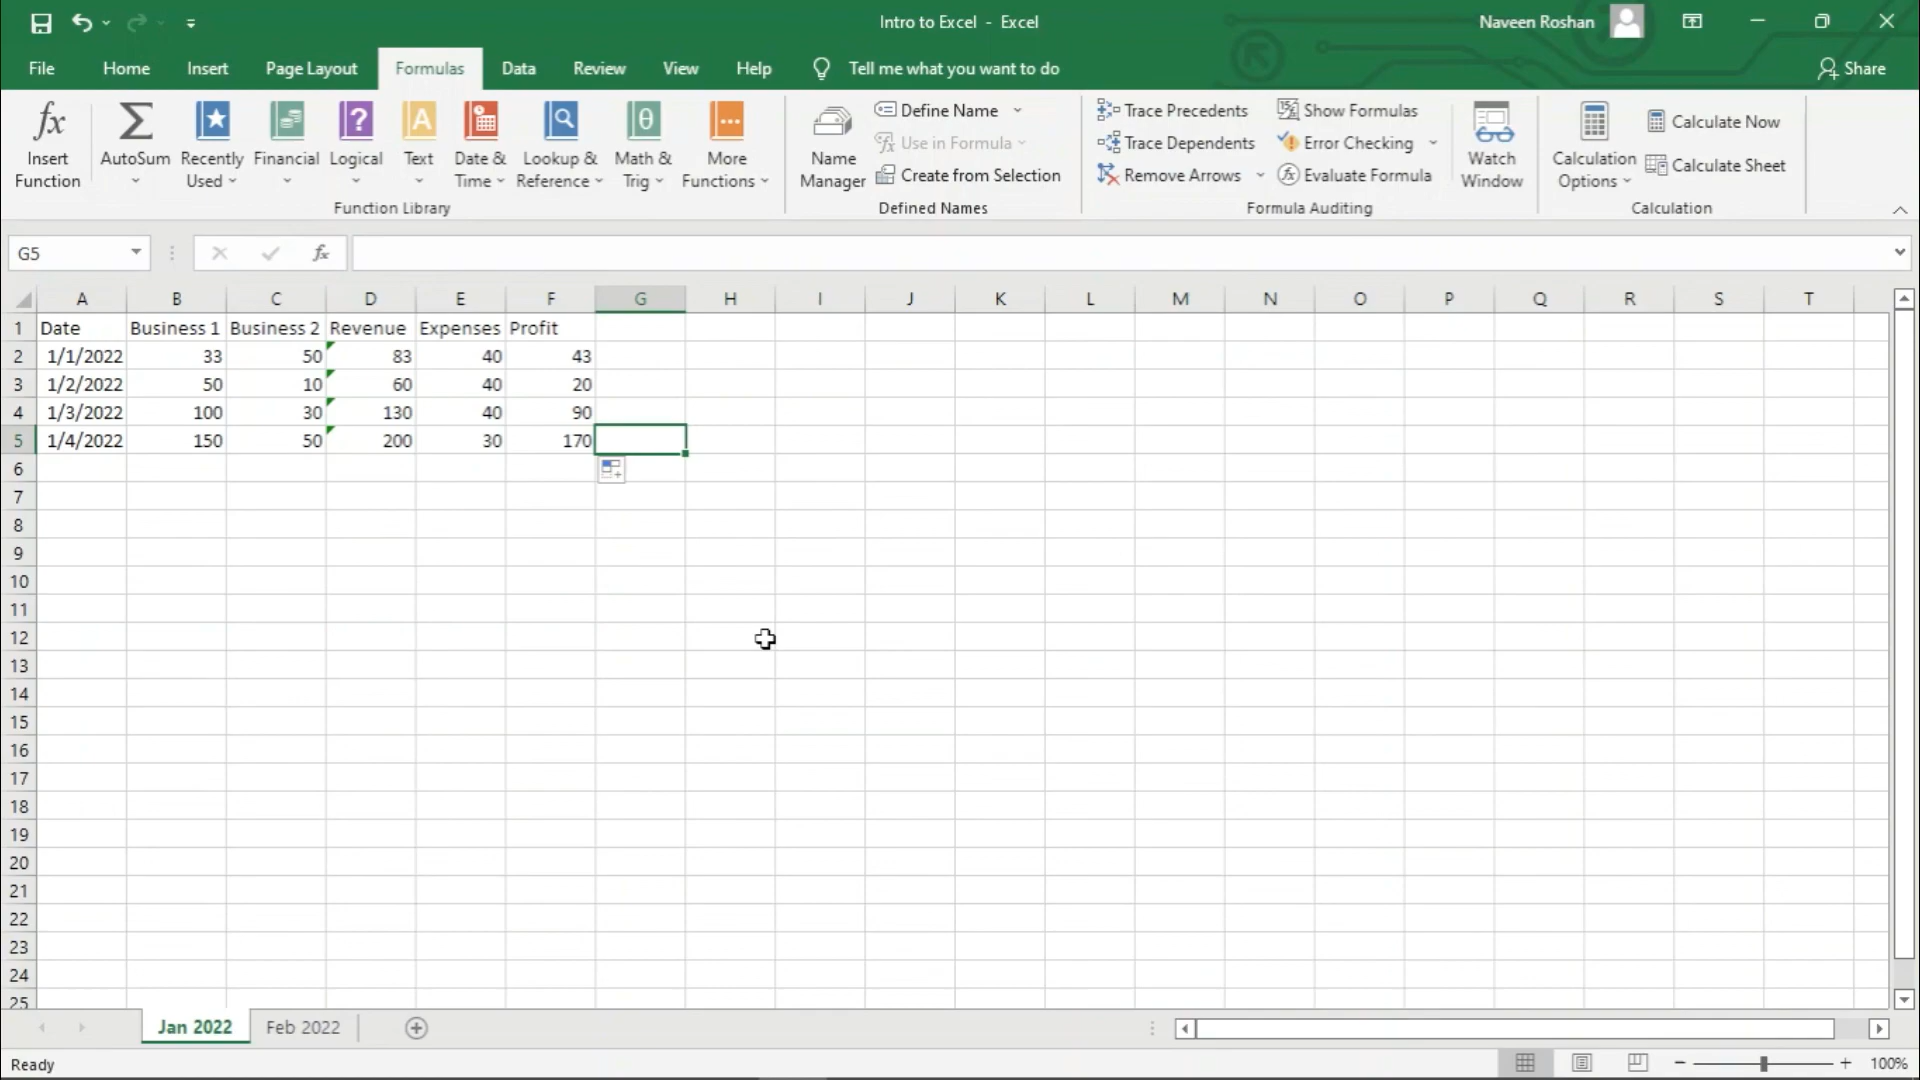 Intro to Excel - Excel
Naveen Roshan
File Home Insert Page Layout Formulas Data Review View Help Tell me what you want to do Share
fx Insert Function
AutoSum
Recently Used
Financial
Logical
Text
Date & Time
Lookup & Reference
Math & Trig
More Functions
Function Library
Name Manager
Define Name
Use in Formula
Create from Selection
Defined Names
Trace Precedents
Trace Dependents
Remove Arrows
Show Formulas
Error Checking
Evaluate Formula
Formula Auditing
Watch Window
Calculation Options
Calculate Now
Calculate Sheet
Calculation
G5 fx
A B C D E F G H I J K L M N O P Q R S T
1 Date Business 1 Business 2 Revenue Expenses Profit
2 1/1/2022 33 50 83 40 43
3 1/2/2022 50 10 60 40 20
4 1/3/2022 100 30 130 40 90
5 1/4/2022 150 50 200 30 170
6
7
8
9
10
11
12
13
14
15
16
17
18
19
20
21
22
23
24
25
Jan 2022 Feb 2022
Ready 100%